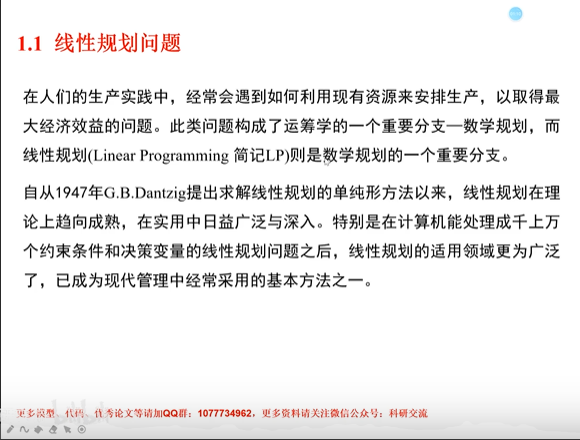 1.1 线性规划问题
在人们的生产实践中，经常会遇到如何利用现有资源来安排生产，以取得最
大经济效益的问题。此类问题构成了运筹学的一个重要分支—数学规划，而
线性规划(Linear Programming 简记LP)则是数学规划的一个重要分支。
自从1947年G.B.Dantzig提出求解线性规划的单纯形方法以来，线性规划在理
论上趋向成熟，在实用中日益广泛与深入。特别是在计算机能处理成千上万
个约束条件和决策变量的线性规划问题之后，线性规划的适用领域更为广泛
了，已成为现代管理中经常采用的基本方法之一。
更多模型、代码、优秀论文等请加QQ群：1077734962，更多资料请关注微信公众号：科研交流